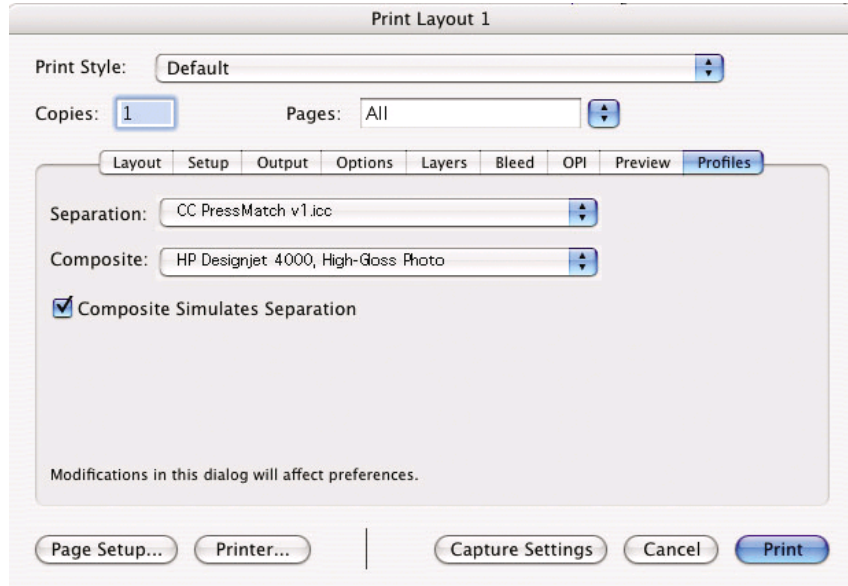 Print Layout 1
Print Style: Default
Copies: 1 Pages: All
Layout Setup Output Options Layers Bleed OPI Preview Profiles
Separation: CC PressMatch v1.icc
Composite: HP Designjet 4000, High-Gloss Photo
Composite Simulates Separation
Modifications in this dialog will affect preferences.
Page Setup... Printer... Capture Settings Cancel Print